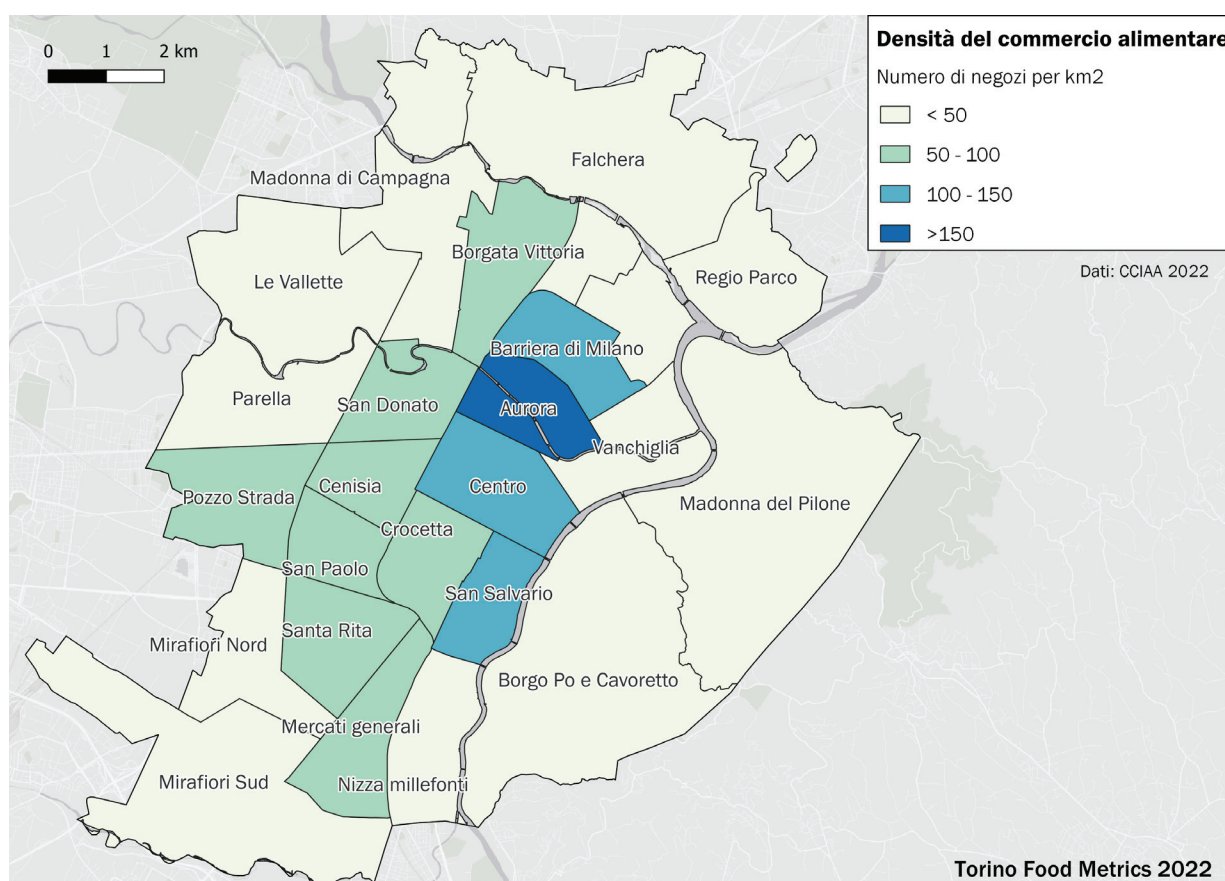 0 1 2 km
Densità del commercio alimentare
Numero di negozi per km2
< 50
50 - 100
100 - 150
>150
Dati: CCIAA 2022
Falchera
Madonna di Campagna
Borgata Vittoria
Le Vallette
Regio Parco
Barriera di Milano
Parella
San Donato
Aurora
Vanchiglia
Pozzo Strada
Cenisia
Centro
Madonna del Pilone
Crocetta
San Paolo
San Salvario
Santa Rita
Mirafiori Nord
Borgo Po e Cavoretto
Mercati generali
Mirafiori Sud
Nizza millefonti
Torino Food Metrics 2022